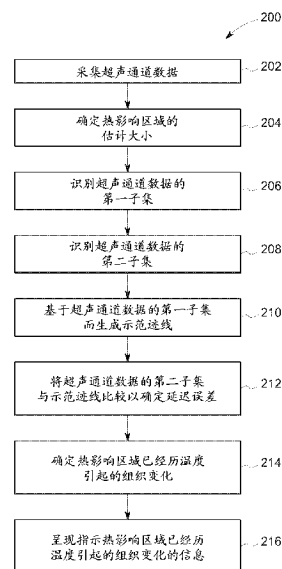 200
采集超声通道数据
202
确定热影响区域的
估计大小
204
识别超声通道数据的
第一子集
206
识别超声通道数据的
第二子集
208
基于超声通道数据的第一子集
而生成示范迹线
210
将超声通道数据的第二子集
与示范迹线比较以确定延迟误差
212
确定热影响区域已经历温度
引起的组织变化
214
呈现指示热影响区域已经历
温度引起的组织变化的信息
216